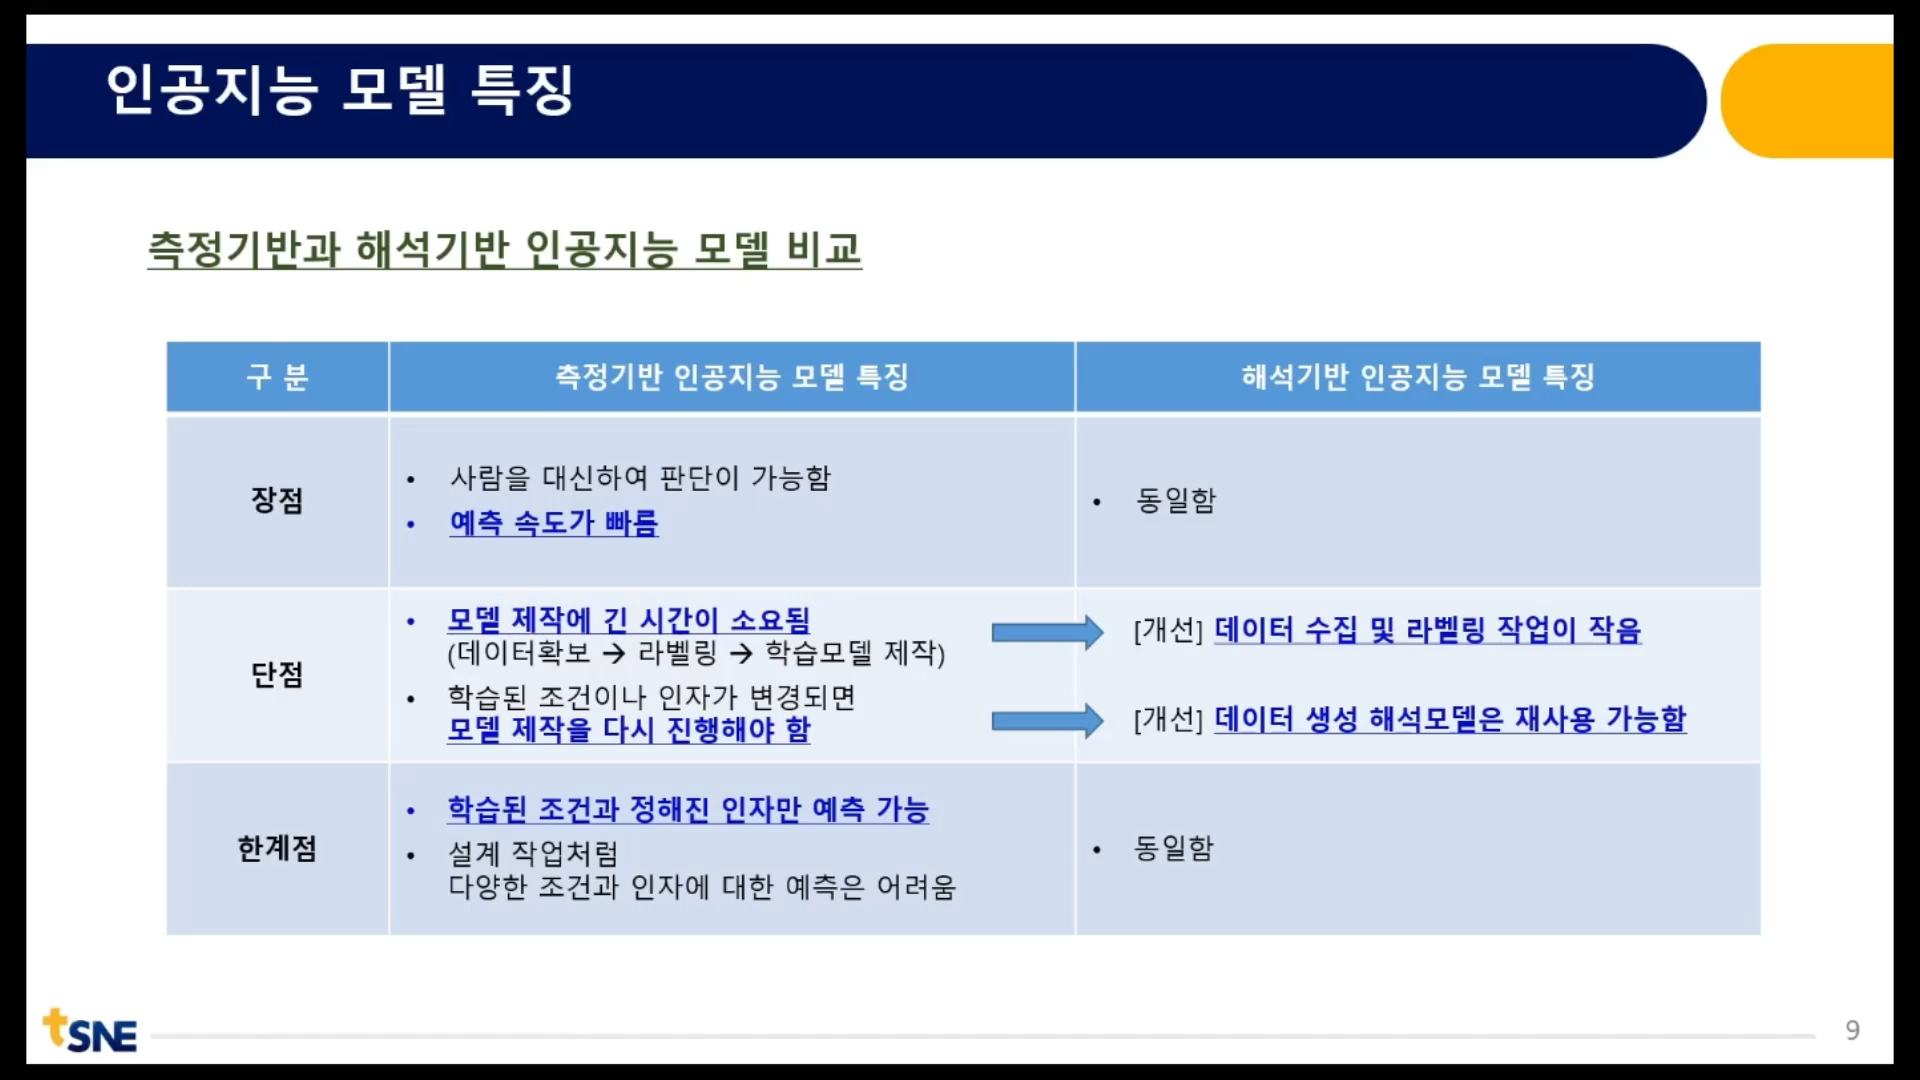 인공지능 모델 특징
측정기반과 해석기반 인공지능 모델 비교
구 분
측정기반 인공지능 모델 특징
해석기반 인공지능 모델 특징
장점
• 사람을 대신하여 판단이 가능함
• 예측 속도가 빠름
• 동일함
단점
• 모델 제작에 긴 시간이 소요됨
(데이터확보 → 라벨링 → 학습모델 제작)
• 학습된 조건이나 인자가 변경되면
모델 제작을 다시 진행해야 함
[개선] 데이터 수집 및 라벨링 작업이 작음
[개선] 데이터 생성 해석모델은 재사용 가능함
한계점
• 학습된 조건과 정해진 인자만 예측 가능
• 설계 작업처럼
다양한 조건과 인자에 대한 예측은 어려움
• 동일함
tSNE
9